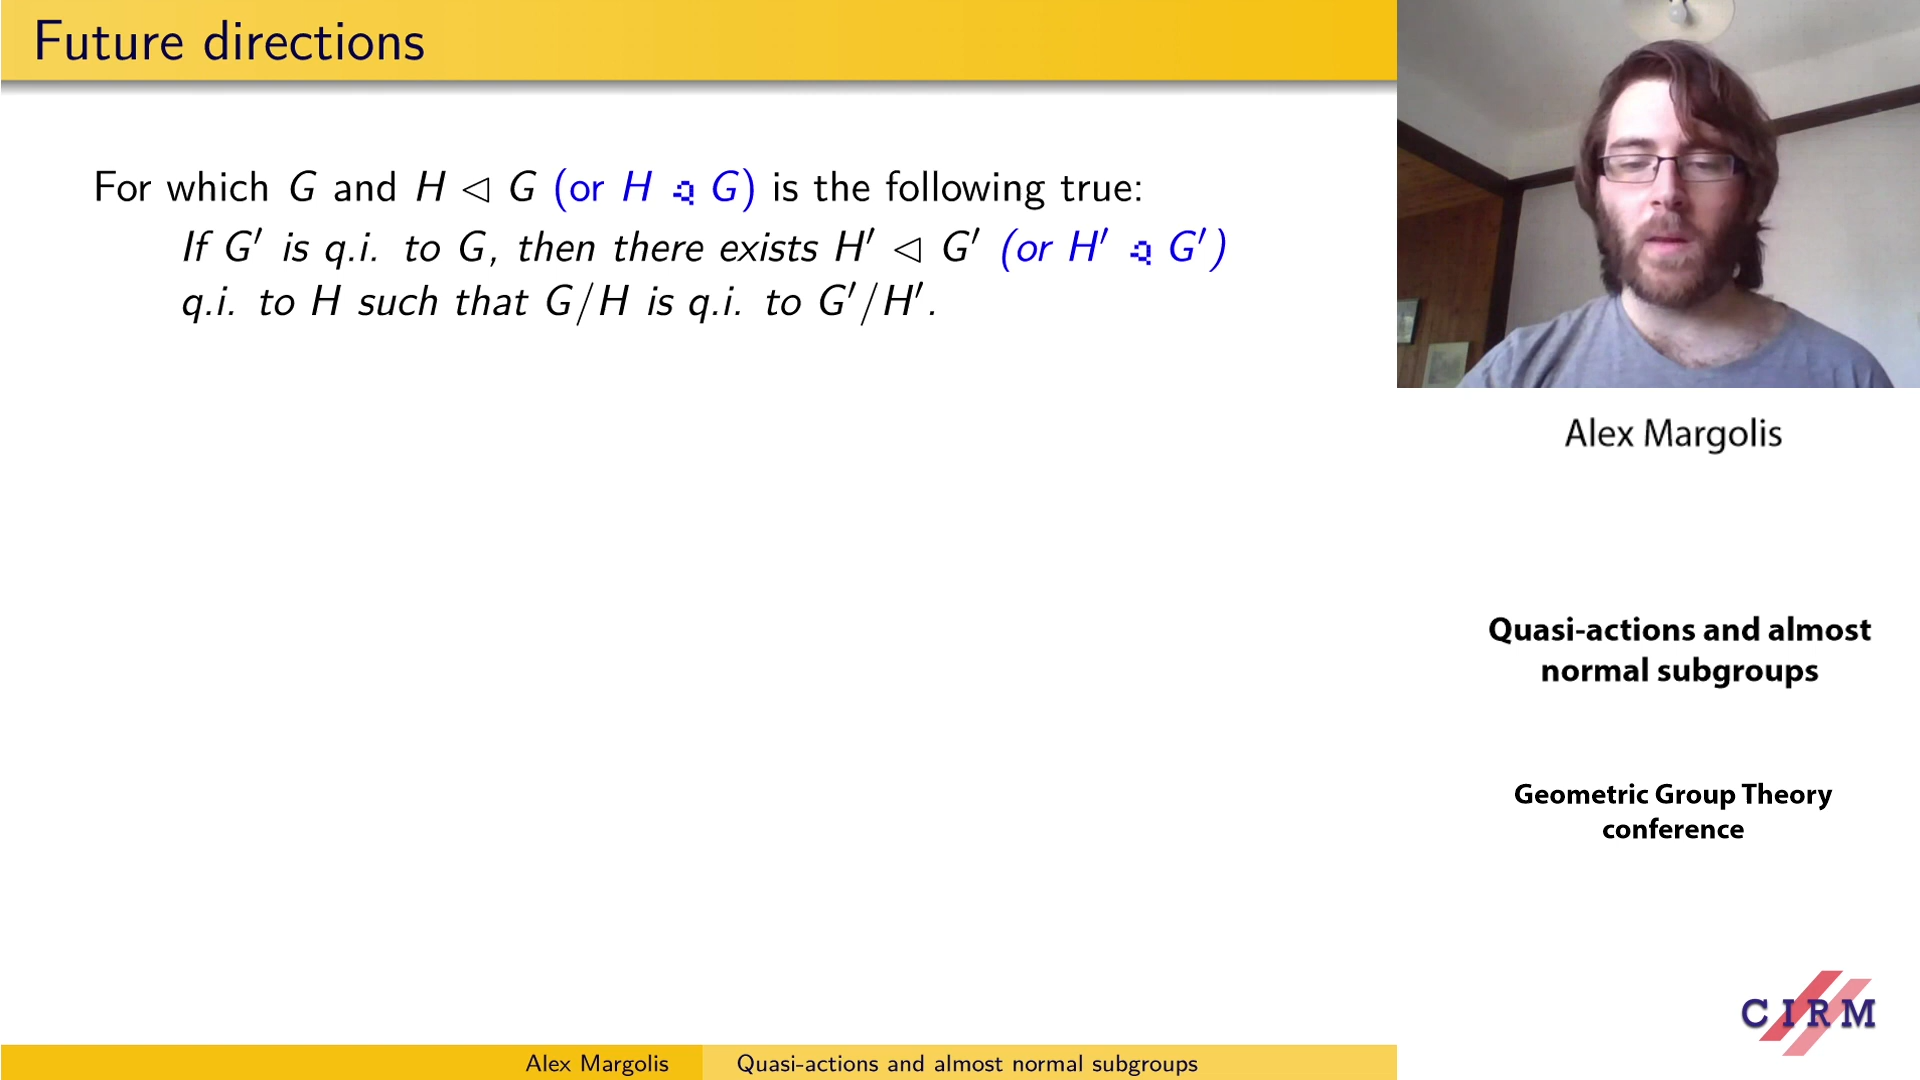 Future directions
For which G and H ◁ G (or H ꙟ G) is the following true:
If G′ is q.i. to G, then there exists H′ ◁ G′ (or H′ G′)
q.i. to H such that G/H is q.i. to G′/H′.
Alex Margolis
Quasi-actions and almost
normal subgroups
Geometric Group Theory
conference
CIRM
Alex Margolis Quasi-actions and almost normal subgroups